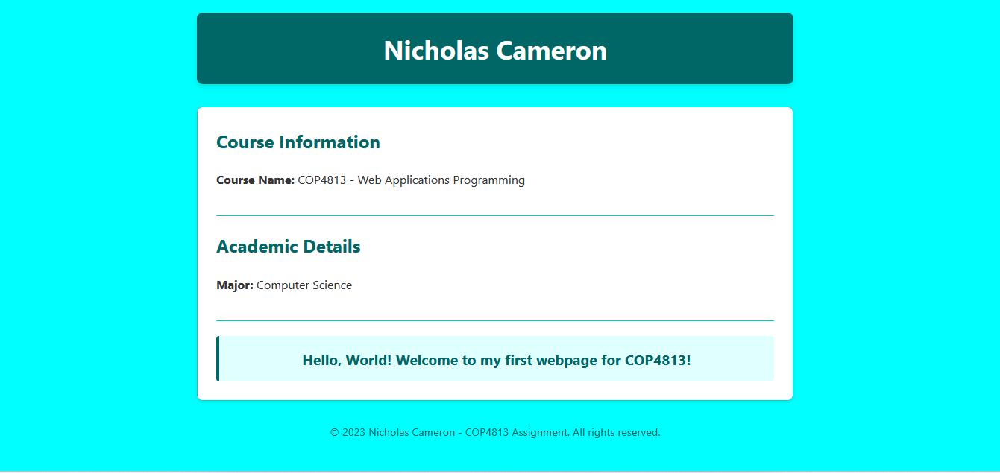 Nicholas Cameron
Course Information
Course Name: COP4813 - Web Applications Programming
Academic Details
Major: Computer Science
Hello, World! Welcome to my first webpage for COP4813!
© 2023 Nicholas Cameron - COP4813 Assignment. All rights reserved.